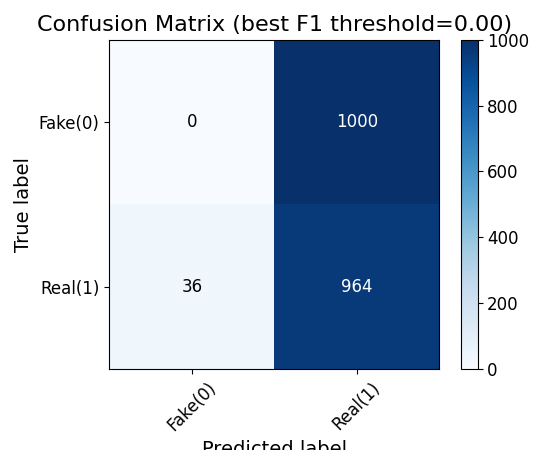 Confusion Matrix (best F1 threshold=0.00)
True label
Fake(0)
Real(1)
0
1000
36
964
Fake(0)
Real(1)
Predicted label
1000
800
600
400
200
0